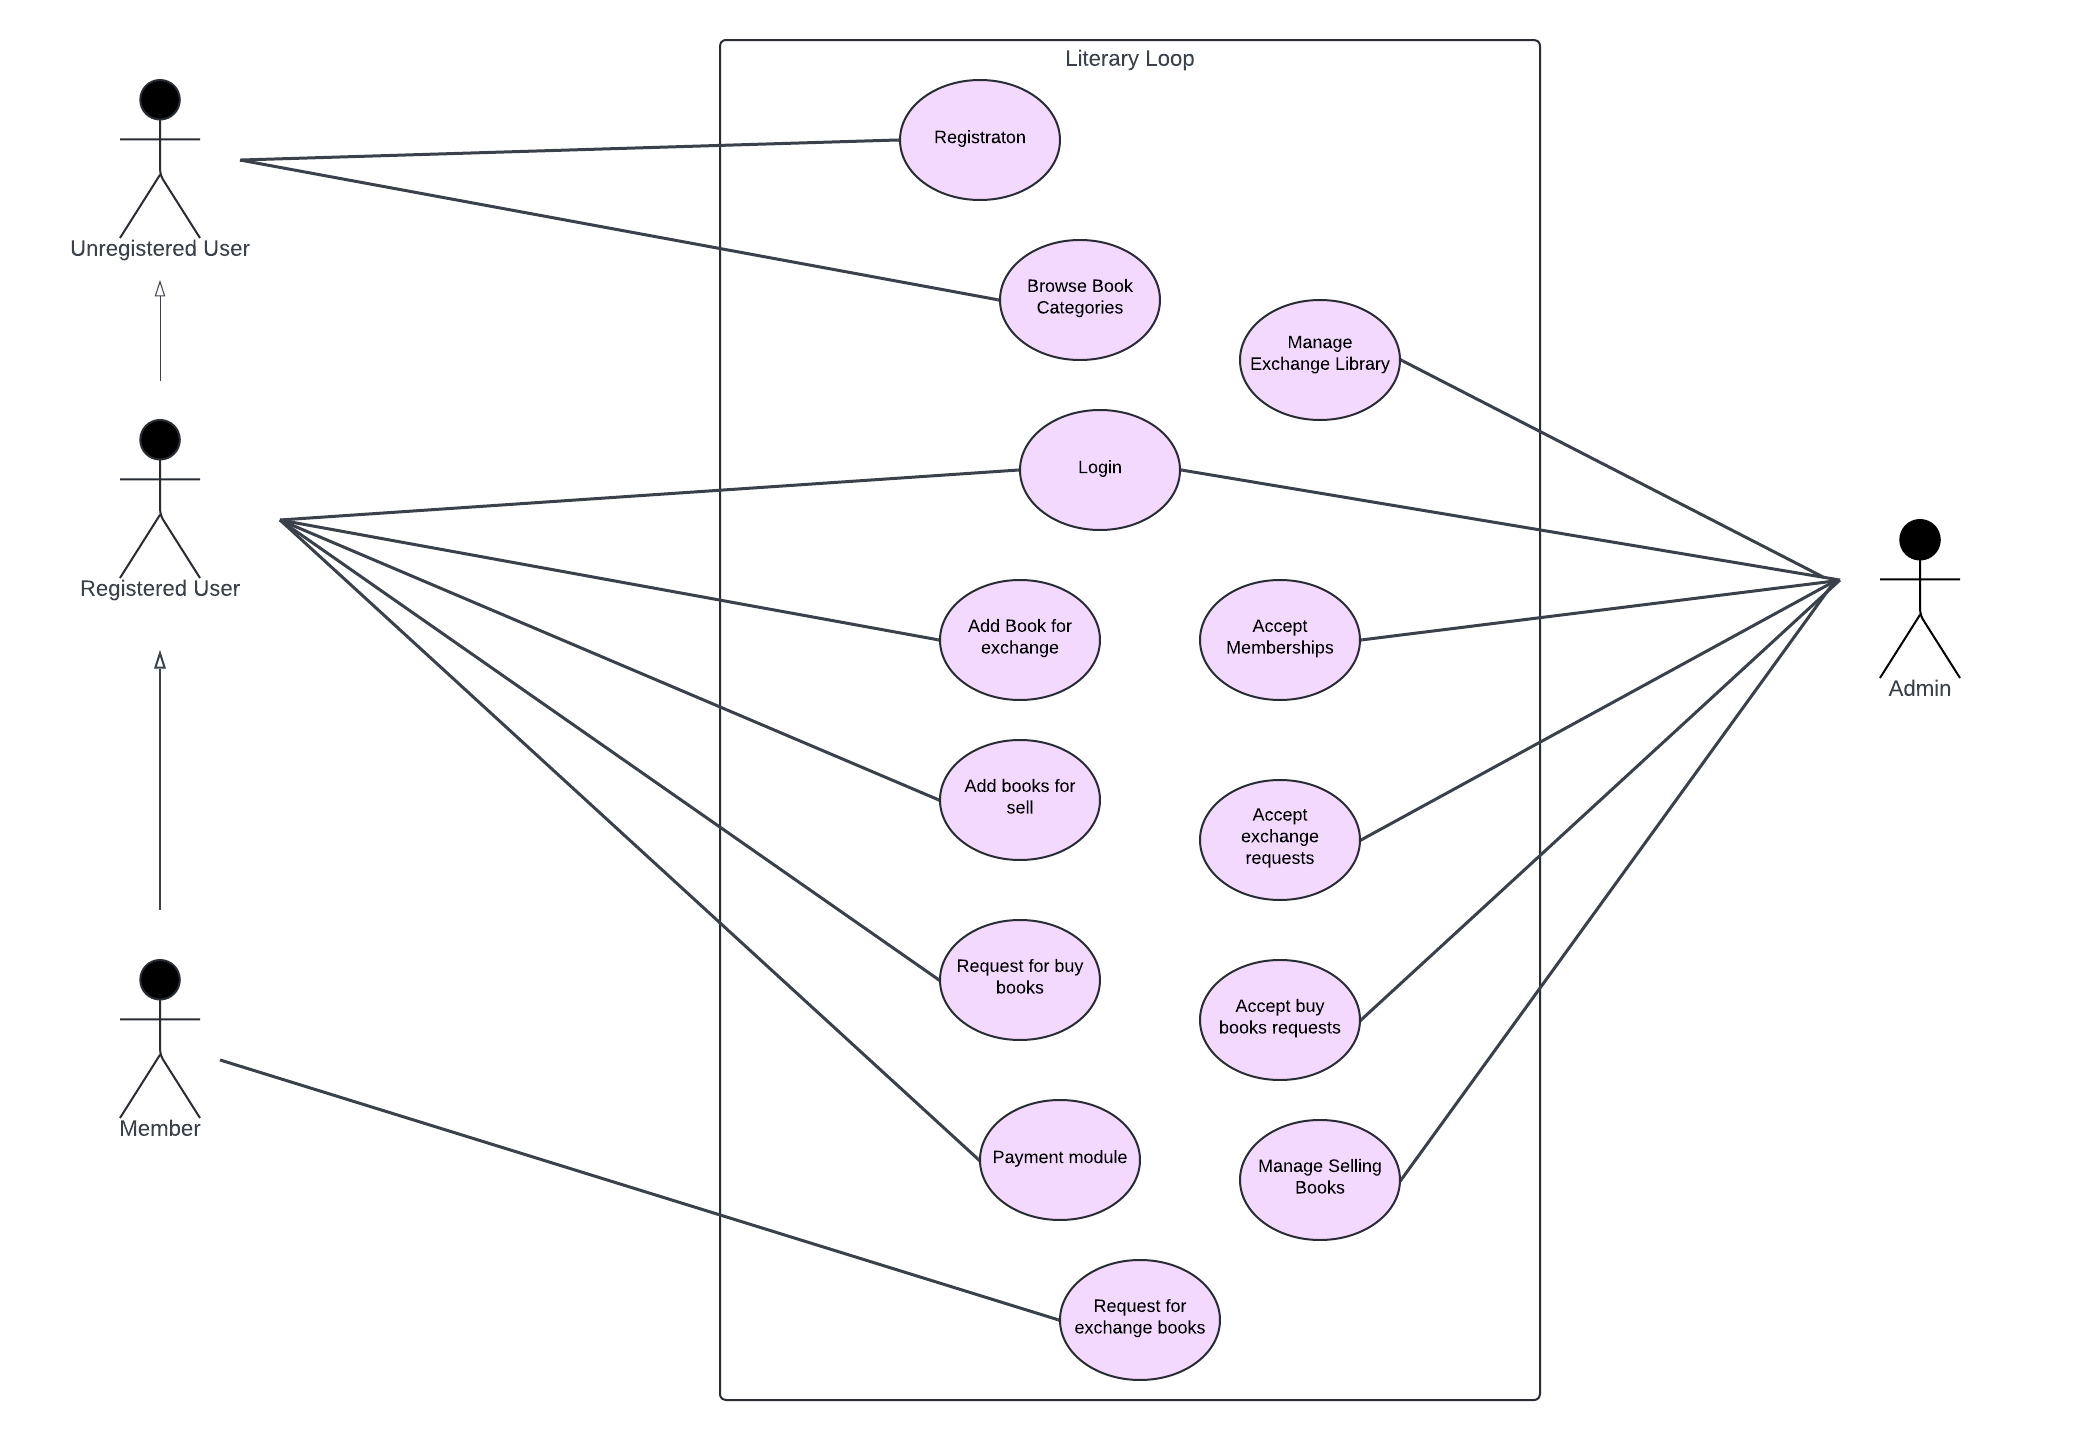 Literary Loop
Registraton
Unregistered User
Browse Book
Categories
Manage
Exchange Library
Login
Registered User
Add Book for
exchange
Accept
Memberships
Admin
Add books for
sell
Accept
exchange
requests
Request for buy
books
Accept buy
books requests
Member
Payment module
Manage Selling
Books
Request for
exchange books